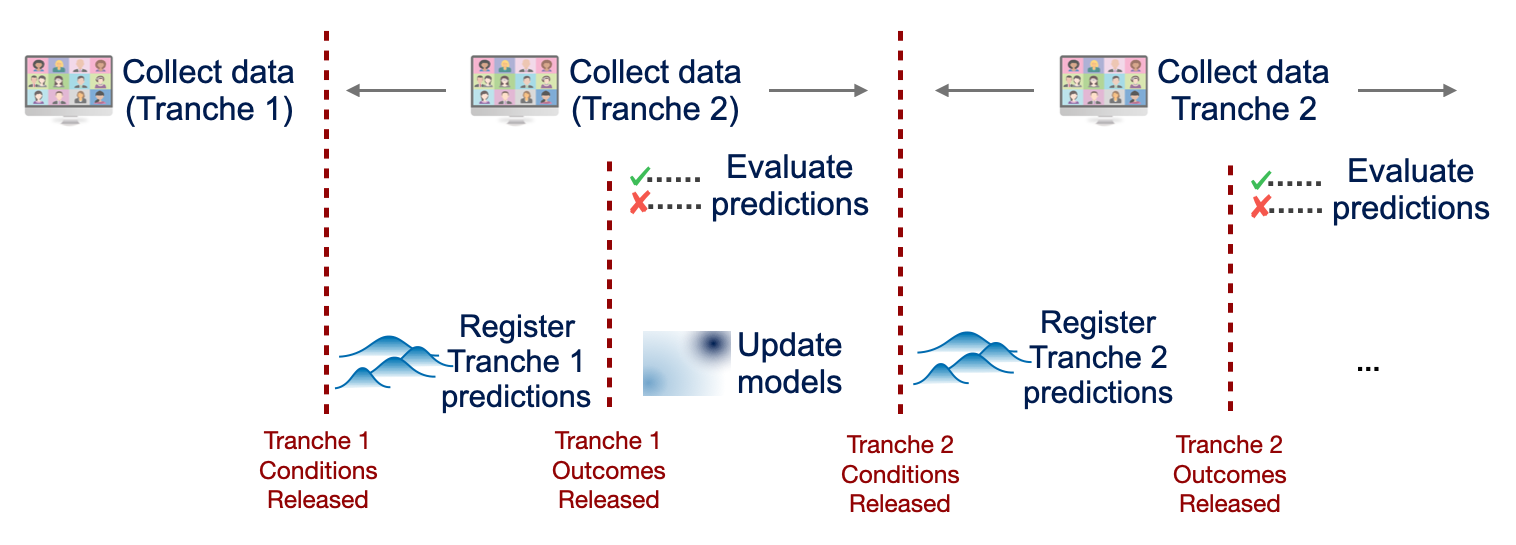 Collect data
(Tranche 1)
Collect data
(Tranche 2)
Collect data
Tranche 2
Evaluate
predictions
Evaluate
predictions
Register
Tranche 1
predictions
Update
models
Register
Tranche 2
predictions
...
Tranche 1
Conditions
Released
Tranche 1
Outcomes
Released
Tranche 2
Conditions
Released
Tranche 2
Outcomes
Released